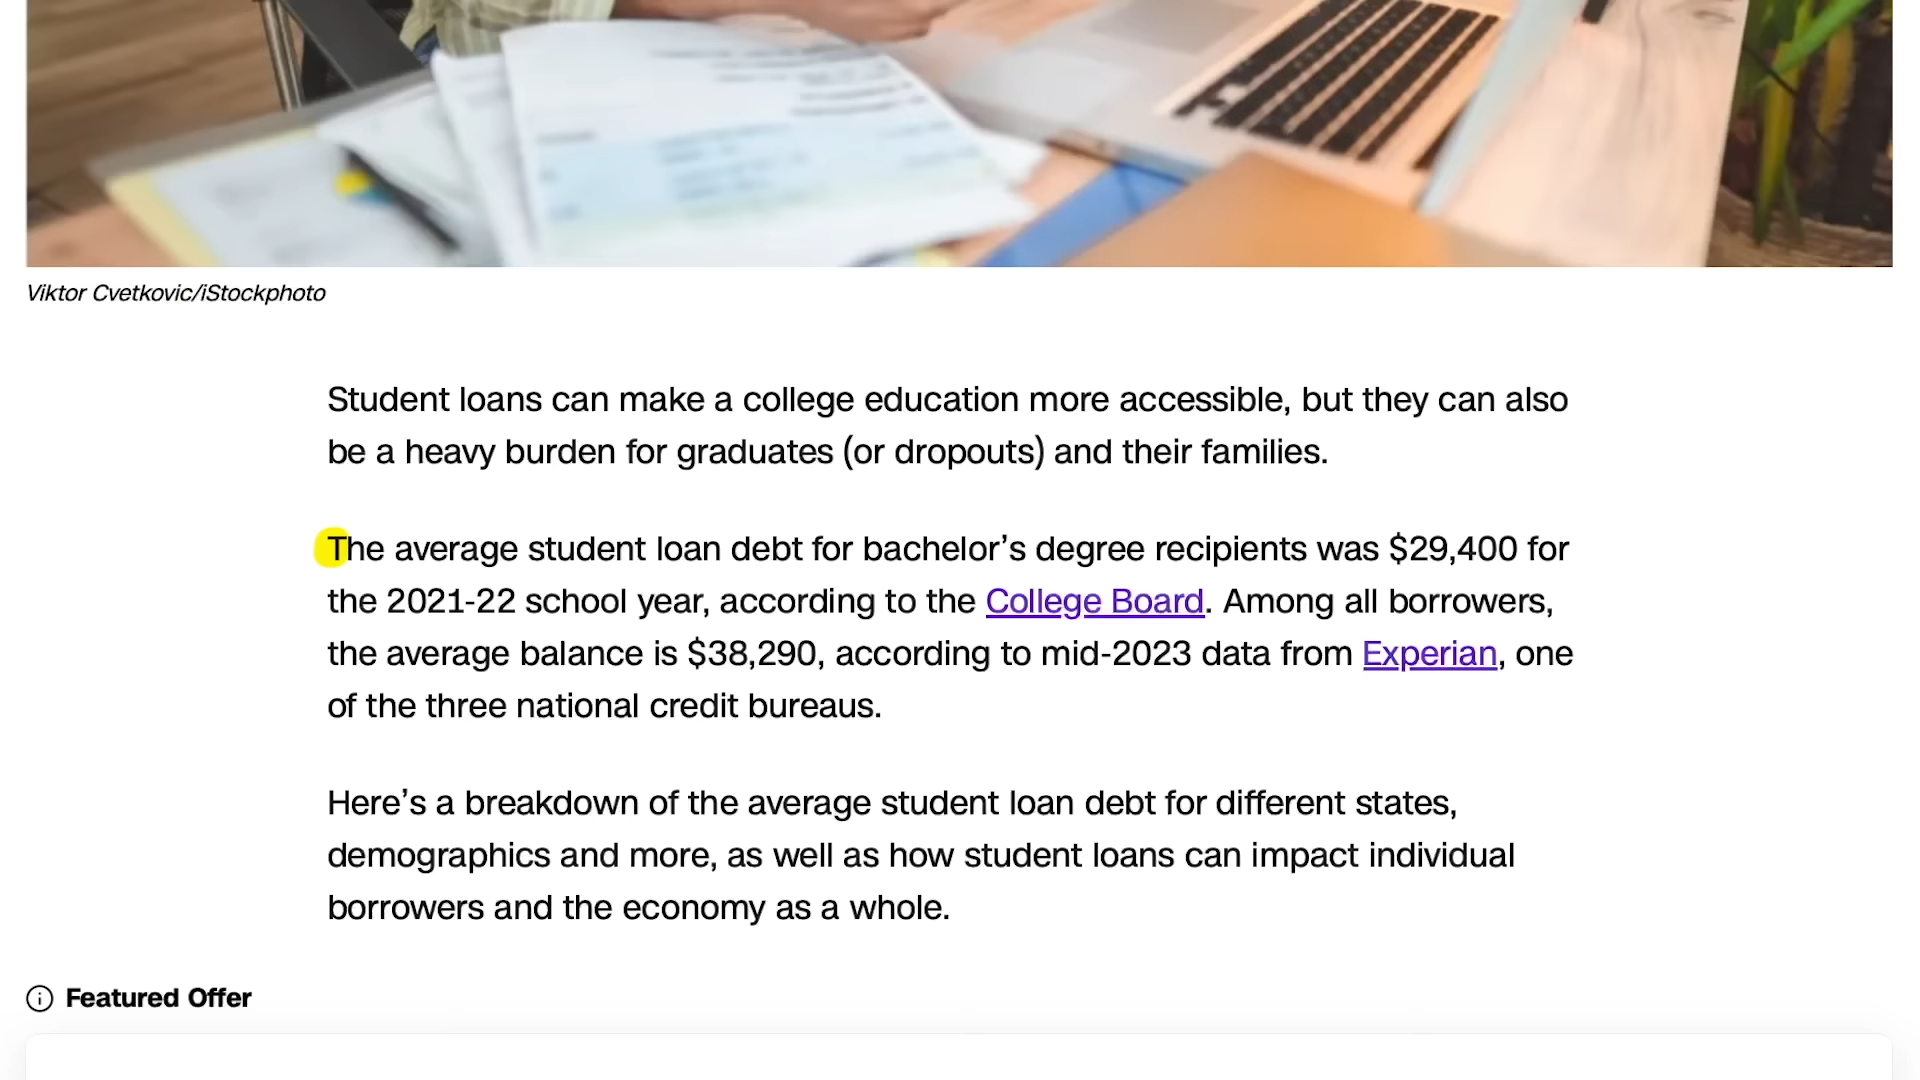 Viktor Cvetkovic/iStockphoto
Student loans can make a college education more accessible, but they can also
be a heavy burden for graduates (or dropouts) and their families.
The average student loan debt for bachelor’s degree recipients was $29,400 for
the 2021-22 school year, according to the College Board. Among all borrowers,
the average balance is $38,290, according to mid-2023 data from Experian, one
of the three national credit bureaus.
Here’s a breakdown of the average student loan debt for different states,
demographics and more, as well as how student loans can impact individual
borrowers and the economy as a whole.
Featured Offer